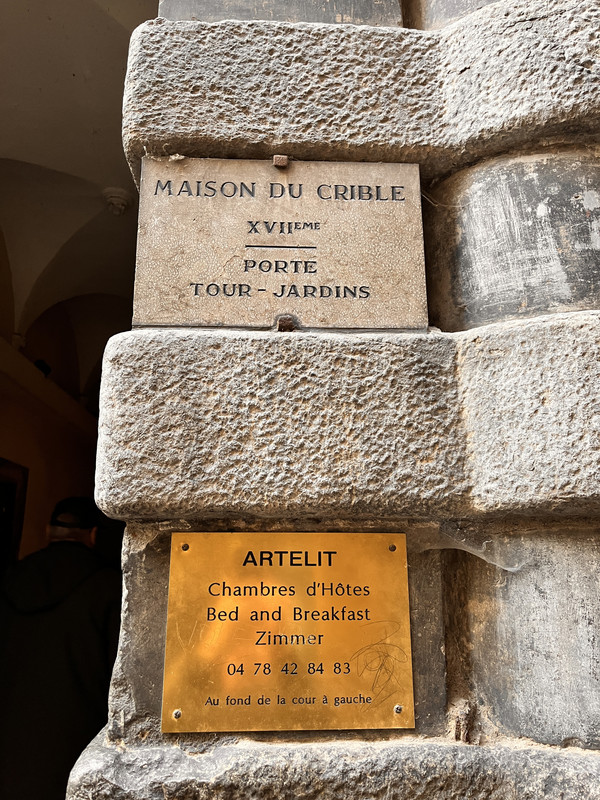 MAISON DU CRIBLE
XVIIEME
PORTE
TOUR - JARDINS
ARTELIT
Chambres d'Hôtes
Bed and Breakfast
Zimmer
04 78 42 84 83
Au fond de la cour à gauche